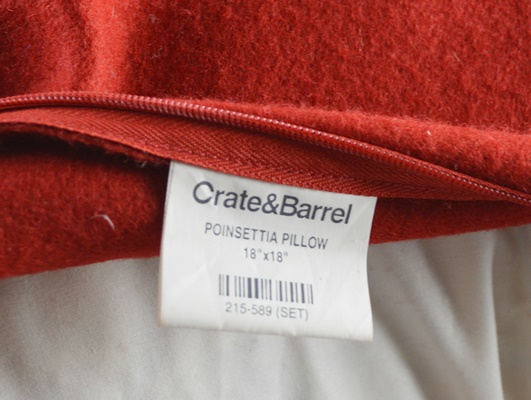 Crate&Barrel
POINSETTIA PILLOW
18"x18"
215-589 (SET)